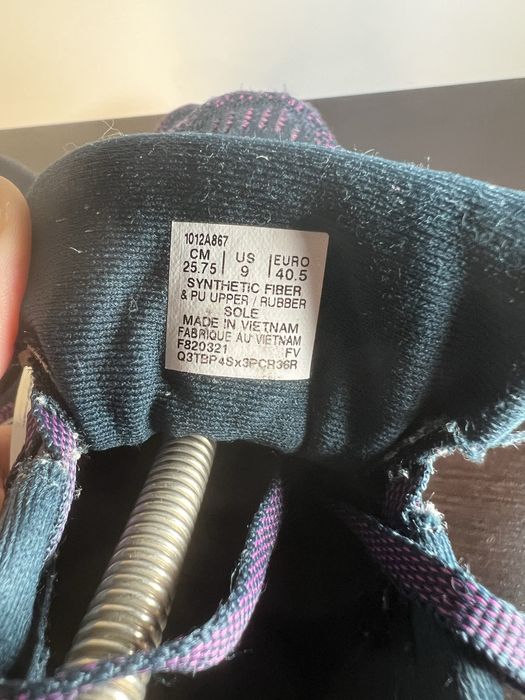 1012A867
CM US EURO
25.75 9 40.5
SYNTHETIC FIBER
& PU UPPER / RUBBER
SOLE
MADE IN VIETNAM
FABRIQUE AU VIETNAM
F820321 FV
Q3TBP4Sx3PCR36R